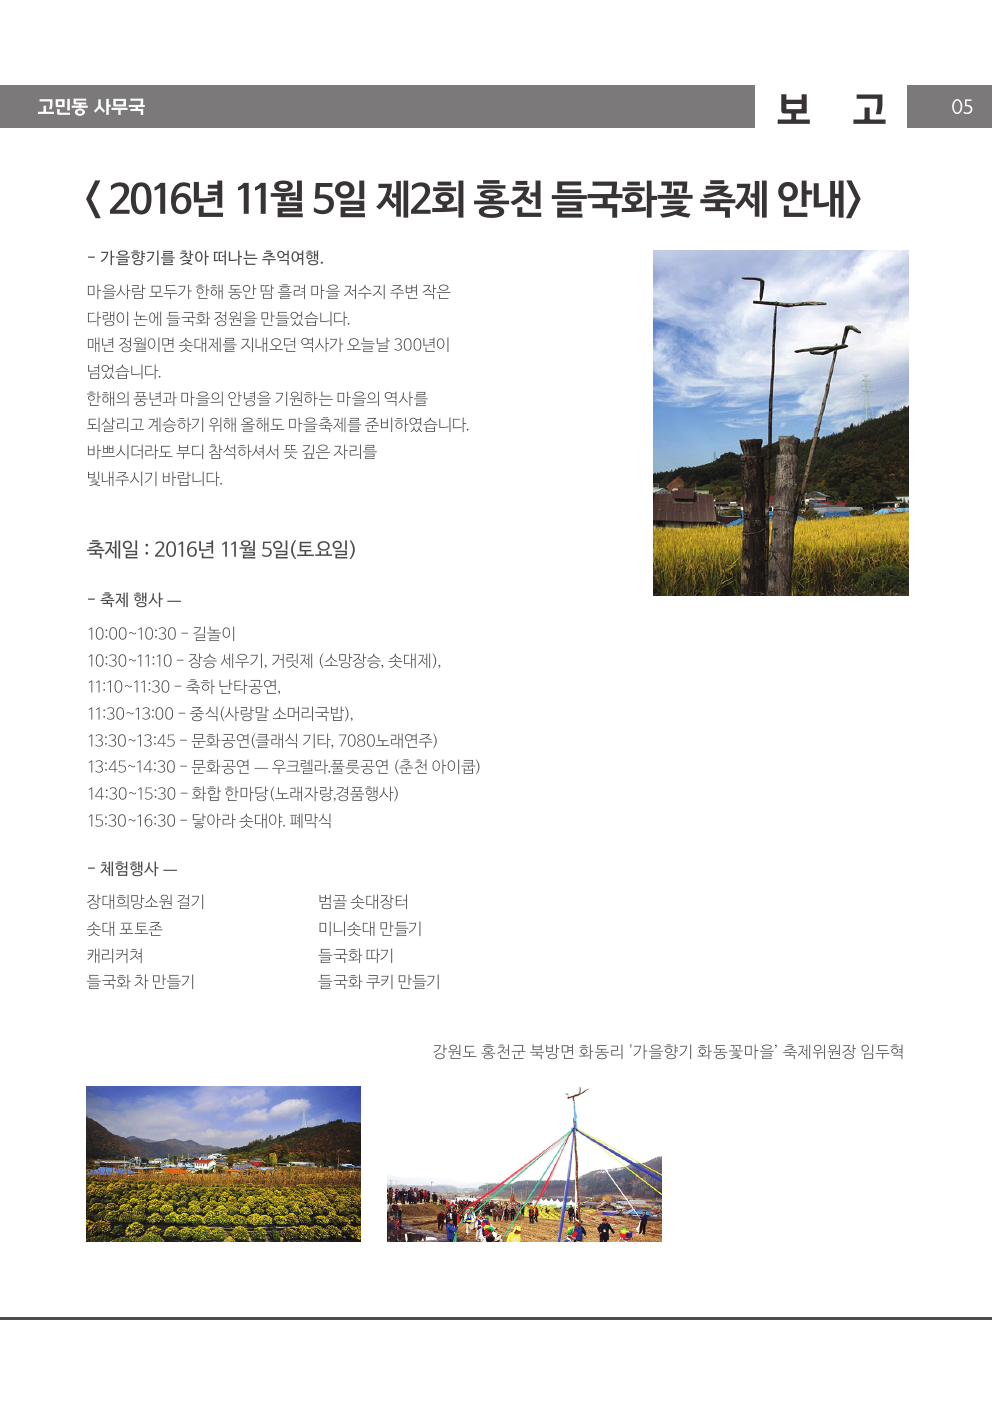 고민동 사무국
보 고
05
< 2016년 11월 5일 제2회 홍천 들국화꽃 축제 안내>
- 가을향기를 찾아 떠나는 추억여행.
마을사람 모두가 한해 동안 땀 흘려 마을 저수지 주변 작은
다랭이 논에 들국화 정원을 만들었습니다.
매년 정월이면 솟대제를 지내오던 역사가 오늘날 300년이
넘었습니다.
한해의 풍년과 마을의 안녕을 기원하는 마을의 역사를
되살리고 계승하기 위해 올해도 마을축제를 준비하였습니다.
바쁘시더라도 부디 참석하셔서 뜻 깊은 자리를
빛내주시기 바랍니다.
축제일 : 2016년 11월 5일(토요일)
- 축제 행사 —
10:00~10:30 - 길놀이
10:30~11:10 - 장승 세우기, 거릿제 (소망장승, 솟대제),
11:10~11:30 - 축하 난타공연,
11:30~13:00 - 중식(사랑말 소머리국밥),
13:30~13:45 - 문화공연(클래식 기타, 7080노래연주)
13:45~14:30 - 문화공연 — 우크렐라.풀릇공연 (춘천 아이쿱)
14:30~15:30 - 화합 한마당(노래자랑,경품행사)
15:30~16:30 - 닿아라 솟대야. 폐막식
- 체험행사 —
장대희망소원 걸기 범골 솟대장터
솟대 포토존 미니솟대 만들기
캐리커쳐 들국화 따기
들국화 차 만들기 들국화 쿠키 만들기
강원도 홍천군 북방면 화동리 '가을향기 화동꽃마을’ 축제위원장 임두혁